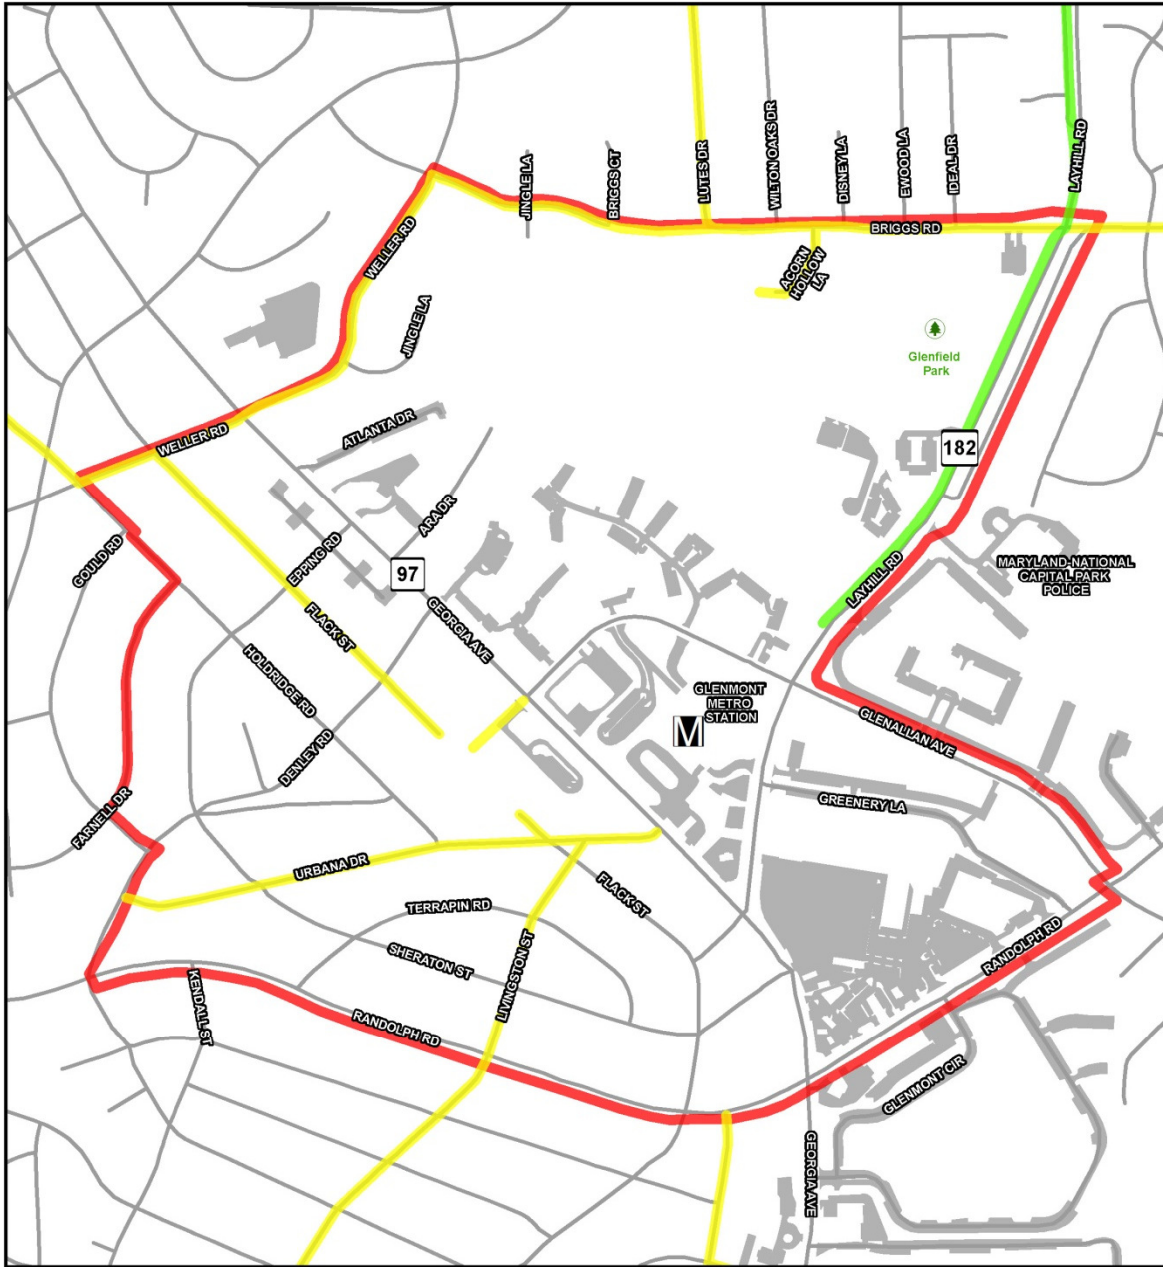 LAYHILL RD
WILTON OAKS DR
EWOOD LA
IDEAL DR
DISNEY LA
LUTES DR
BRIGGS CT
JINGLE LA
BRIGGS RD
WELLER RD
ACORN
HOLLOW
LA
JINGLE LA
Glenfield
Park
ATLANTA DR
WELLER RD
182
ARA DR
GOULD RD
EPPING RD
97
LAYHILL RD
MARYLAND-NATIONAL
CAPITAL PARK
POLICE
FLACK ST
GEORGIA AVE
HOLDRIDGE RD
GLENMONT
METRO
STATION
M
GLENALLAN AVE
DENLEY RD
GREENERY LA
FARNELL DR
URBANA DR
FLACK ST
TERRAPIN RD
SHERATON ST
LIVINGSTON ST
RANDOLPH RD
KENDALL ST
RANDOLPH RD
GLENMONT CIR
GEORGIA AVE